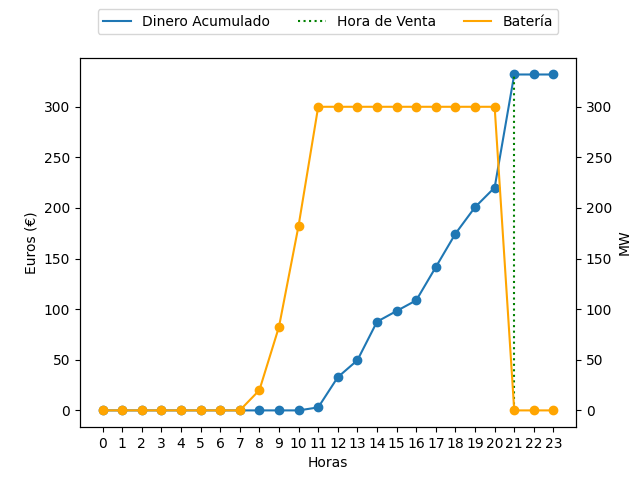 Dinero Acumulado Hora de Venta Batería
300 300
250 250
200 200
150 150
100 100
50 50
0 0
Euros (€)
MW
0 1 2 3 4 5 6 7 8 9 10 11 12 13 14 15 16 17 18 19 20 21 22 23
Horas